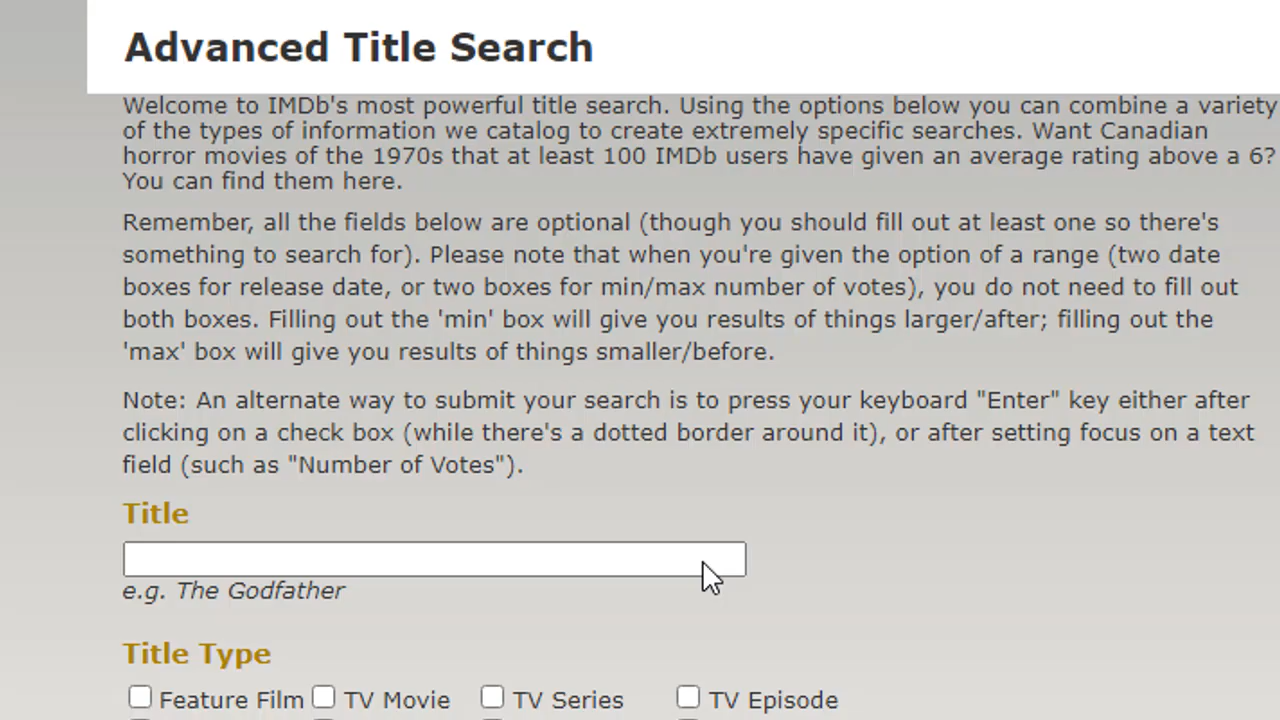 Advanced Title Search
Welcome to IMDb's most powerful title search. Using the options below you can combine a variety
of the types of information we catalog to create extremely specific searches. Want Canadian
horror movies of the 1970s that at least 100 IMDb users have given an average rating above a 6?
You can find them here.
Remember, all the fields below are optional (though you should fill out at least one so there's
something to search for). Please note that when you're given the option of a range (two date
boxes for release date, or two boxes for min/max number of votes), you do not need to fill out
both boxes. Filling out the 'min' box will give you results of things larger/after; filling out the
'max' box will give you results of things smaller/before.
Note: An alternate way to submit your search is to press your keyboard "Enter" key either after
clicking on a check box (while there's a dotted border around it), or after setting focus on a text
field (such as "Number of Votes").
Title
e.g. The Godfather
Title Type
Feature Film TV Movie TV Series TV Episode